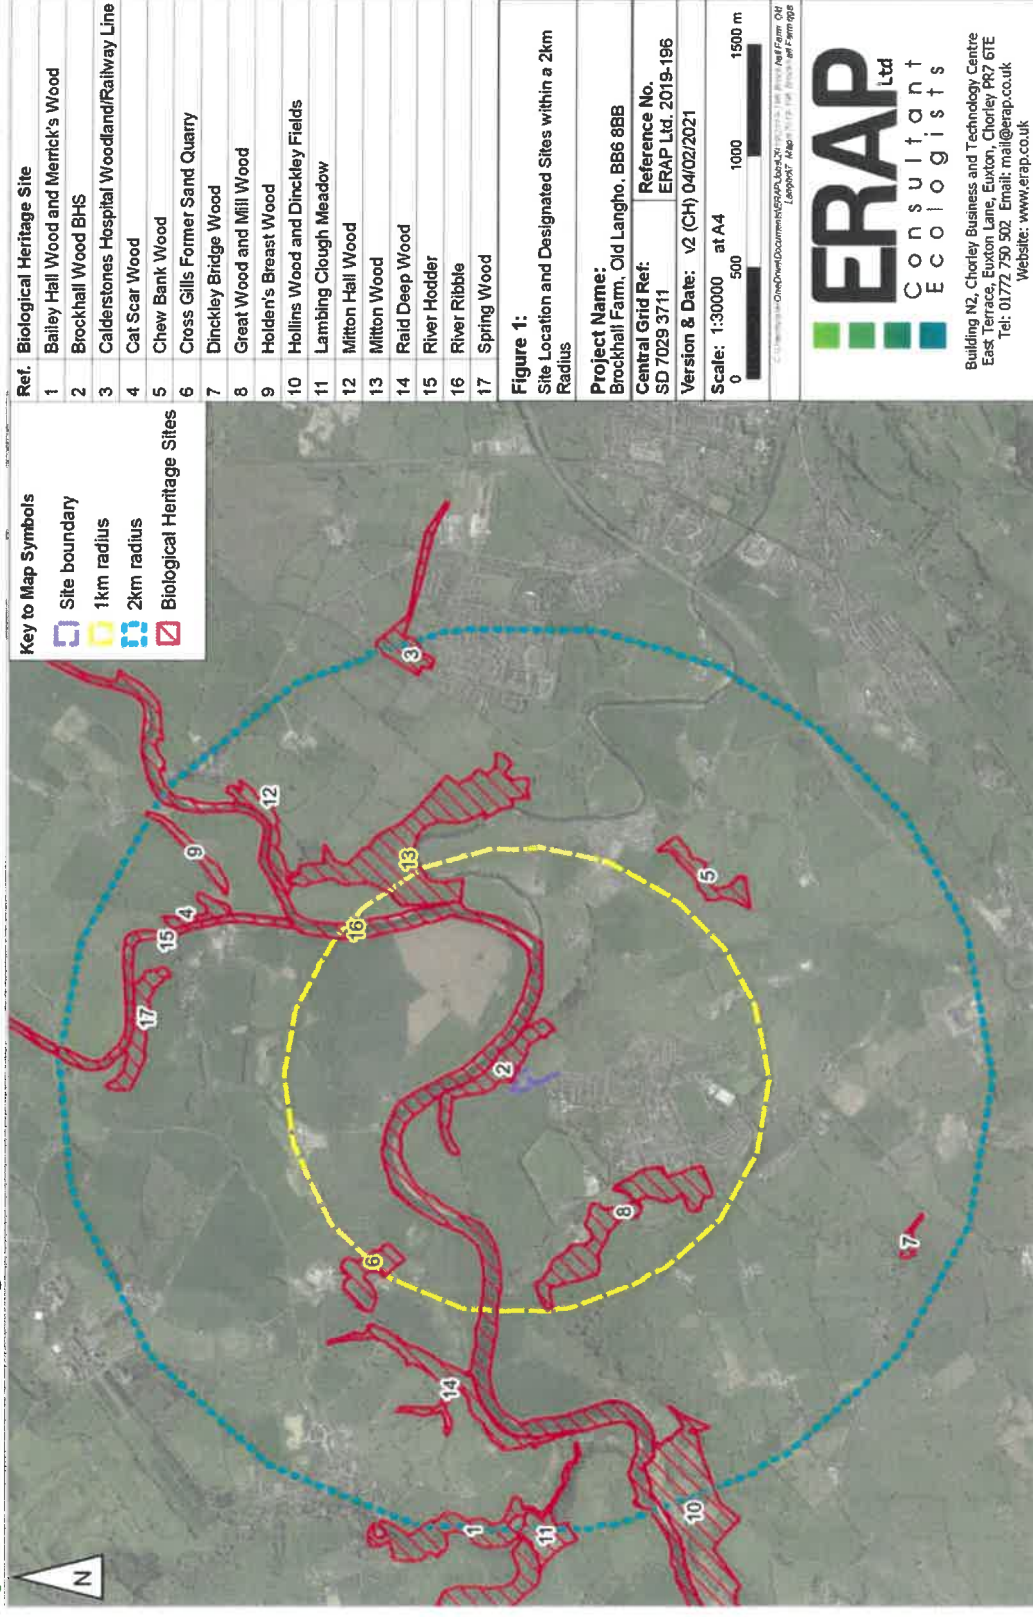 N
1
2
3
4
5
6
7
8
9
10
11
12
13
14
15
16
17
Key to Map Symbols
Site boundary
1km radius
2km radius
Biological Heritage Sites
Ref. Biological Heritage Site
1 Bailey Hall Wood and Merrick's Wood
2 Brockhall Wood BHS
3 Calderstones Hospital Woodland/Railway Line
4 Cat Scar Wood
5 Chew Bank Wood
6 Cross Gills Former Sand Quarry
7 Dinckley Bridge Wood
8 Great Wood and Mill Wood
9 Holden's Breast Wood
10 Hollins Wood and Dinckley Fields
11 Lambing Clough Meadow
12 Mitton Hall Wood
13 Mitton Wood
14 Raid Deep Wood
15 River Hodder
16 River Ribble
17 Spring Wood
Figure 1:
Site Location and Designated Sites within a 2km
Radius
Project Name:
Brockhall Farm, Old Langho, BB6 8BB
Central Grid Ref:
SD 7029 3711
Reference No.
ERAP Ltd. 2019-196
Version & Date: v2 (CH) 04/02/2021
Scale: 1:30000 at A4
0 500 1000 1500 m
ERAP Ltd
Consultant
Ecologists
Building N2, Chorley Business and Technology Centre
East Terrace, Euxton Lane, Euxton, Chorley PR7 6TE
Tel: 01772 750 502 Email: mail@erap.co.uk
Website: www.erap.co.uk